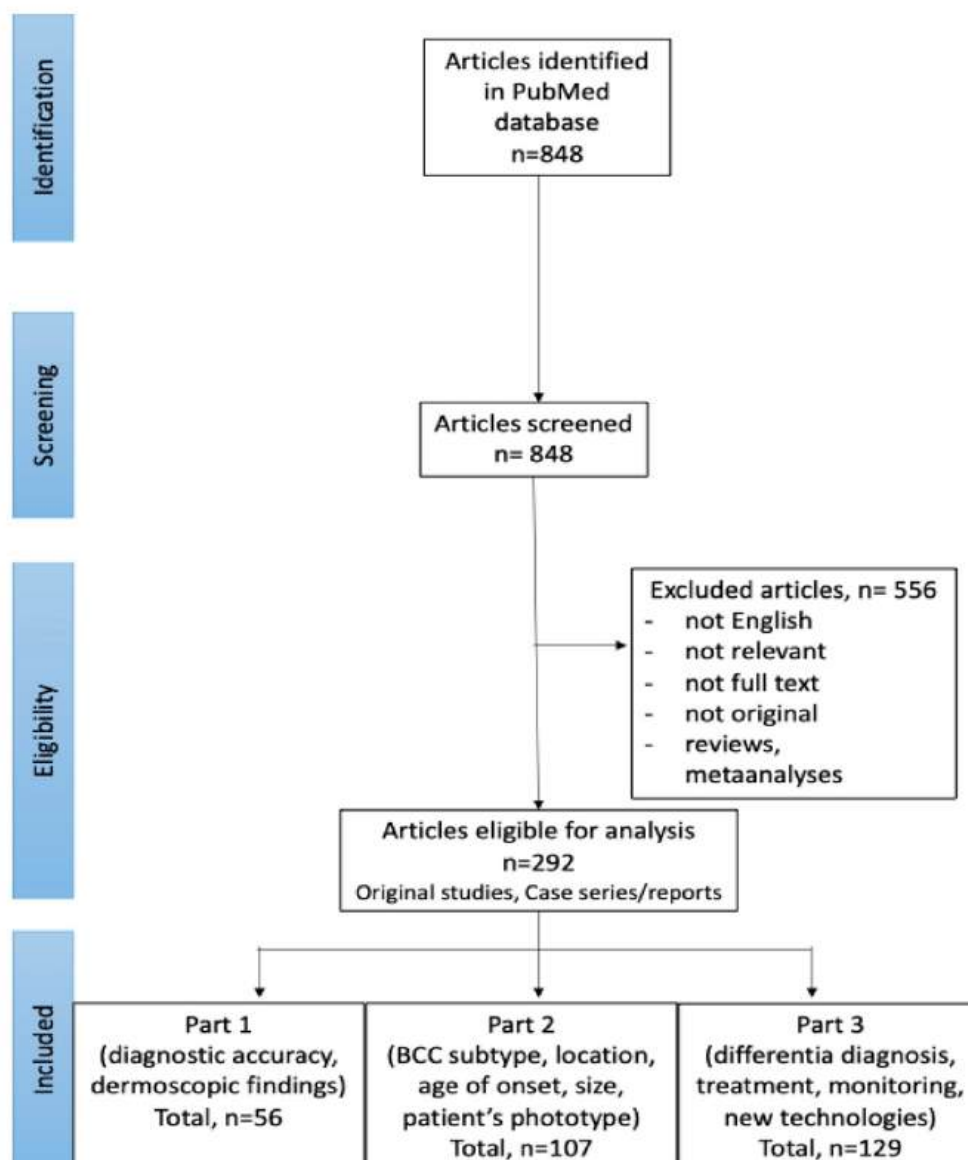 Identification
Articles identified
in PubMed
database
n=848
Screening
Articles screened
n= 848
Eligibility
Excluded articles, n= 556
- not English
- not relevant
- not full text
- not original
- reviews,
metaanalyses
Articles eligible for analysis
n=292
Original studies, Case series/reports
Included
Part 1
(diagnostic accuracy,
dermoscopic findings)
Total, n=56
Part 2
(BCC subtype, location,
age of onset, size,
patient's phototype)
Total, n=107
Part 3
(differentia diagnosis,
treatment, monitoring,
new technologies)
Total, n=129